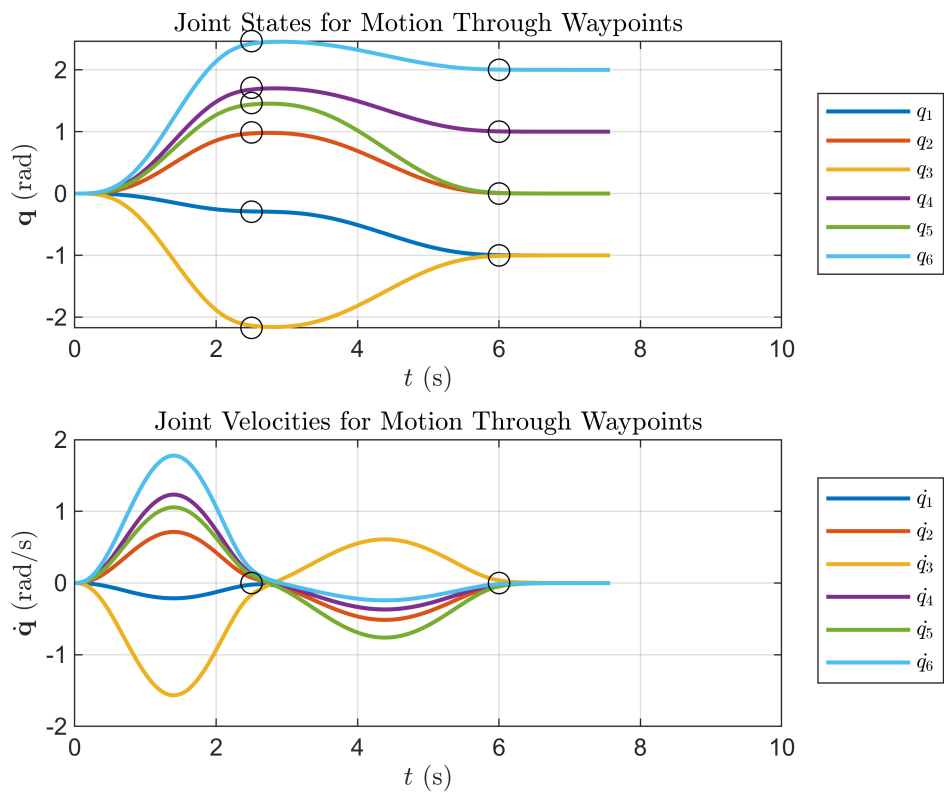 Joint States for Motion Through Waypoints
q (rad)
2
1
0
-1
-2
0 2 4 6 8 10
t (s)
q₁
q₂
q₃
q₄
q₅
q₆
Joint Velocities for Motion Through Waypoints
q̇ (rad/s)
2
1
0
-1
-2
0 2 4 6 8 10
t (s)
q̇₁
q̇₂
q̇₃
q̇₄
q̇₅
q̇₆